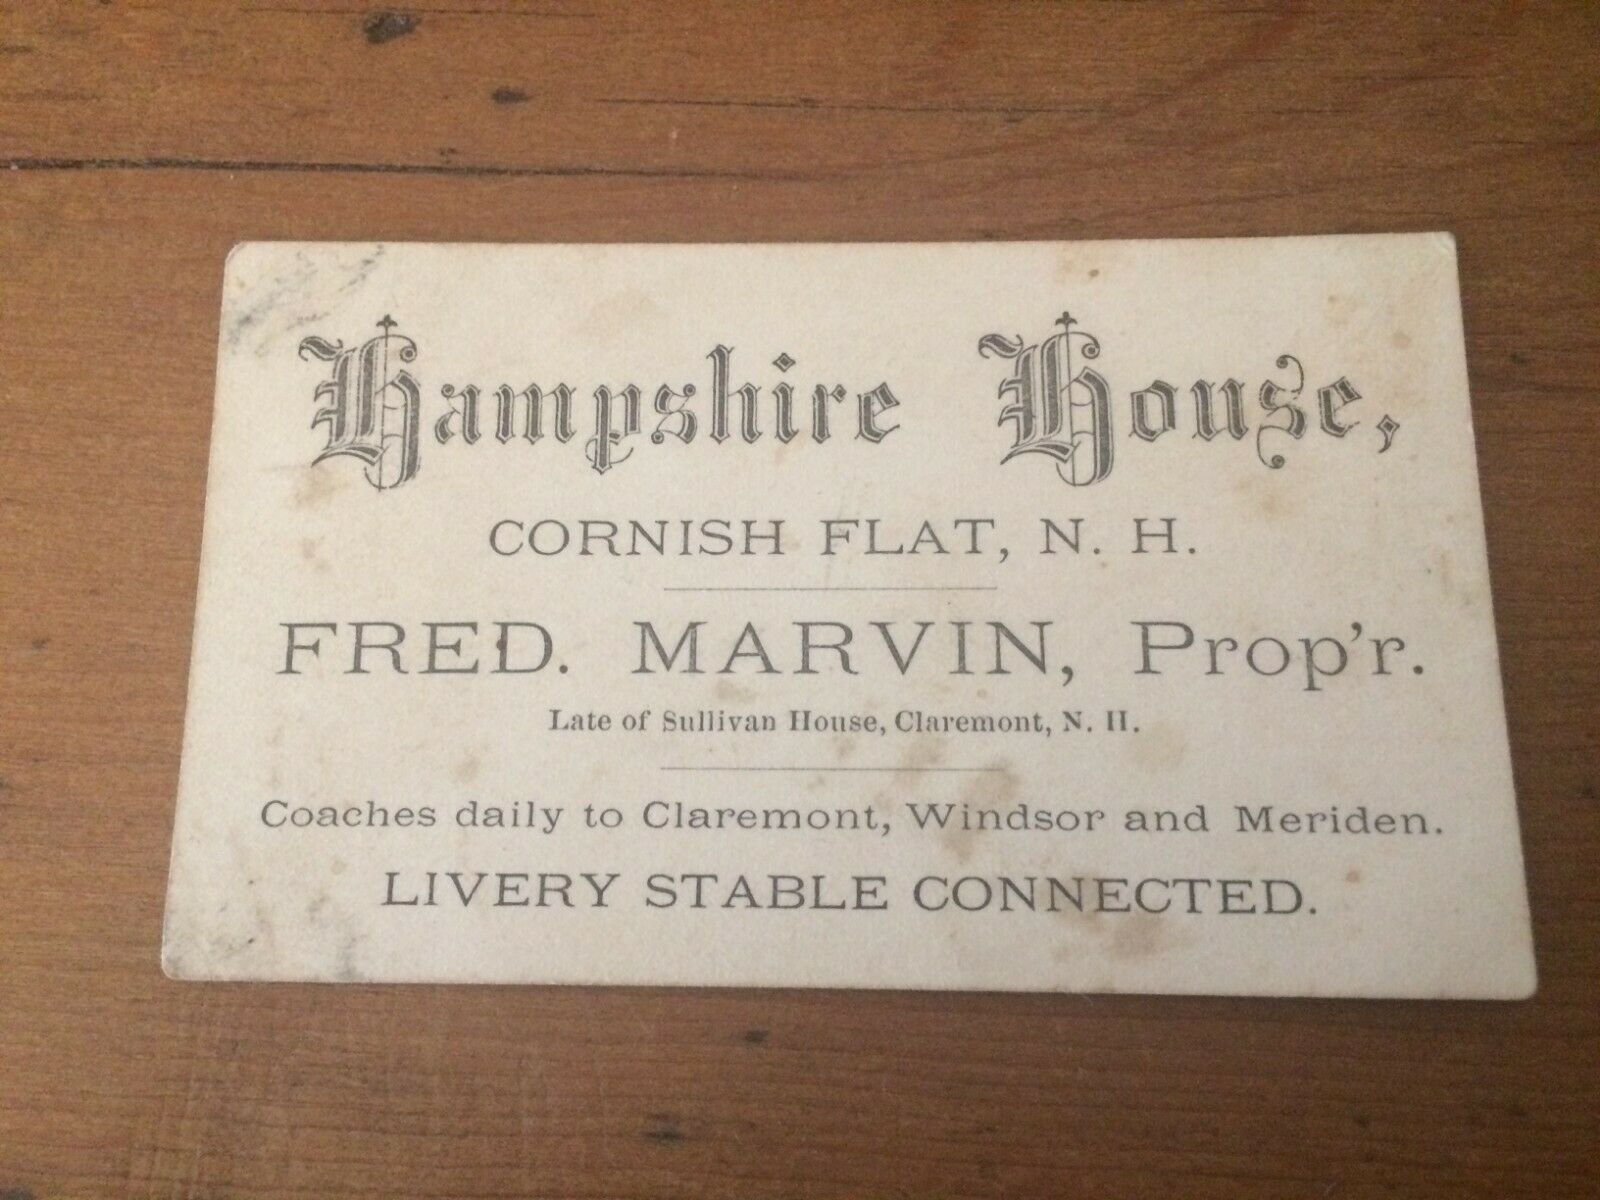 Hampshire House,
CORNISH FLAT, N. H.
FRED. MARVIN, Prop'r.
Late of Sullivan House, Claremont, N. H.
Coaches daily to Claremont, Windsor and Meriden.
LIVERY STABLE CONNECTED.